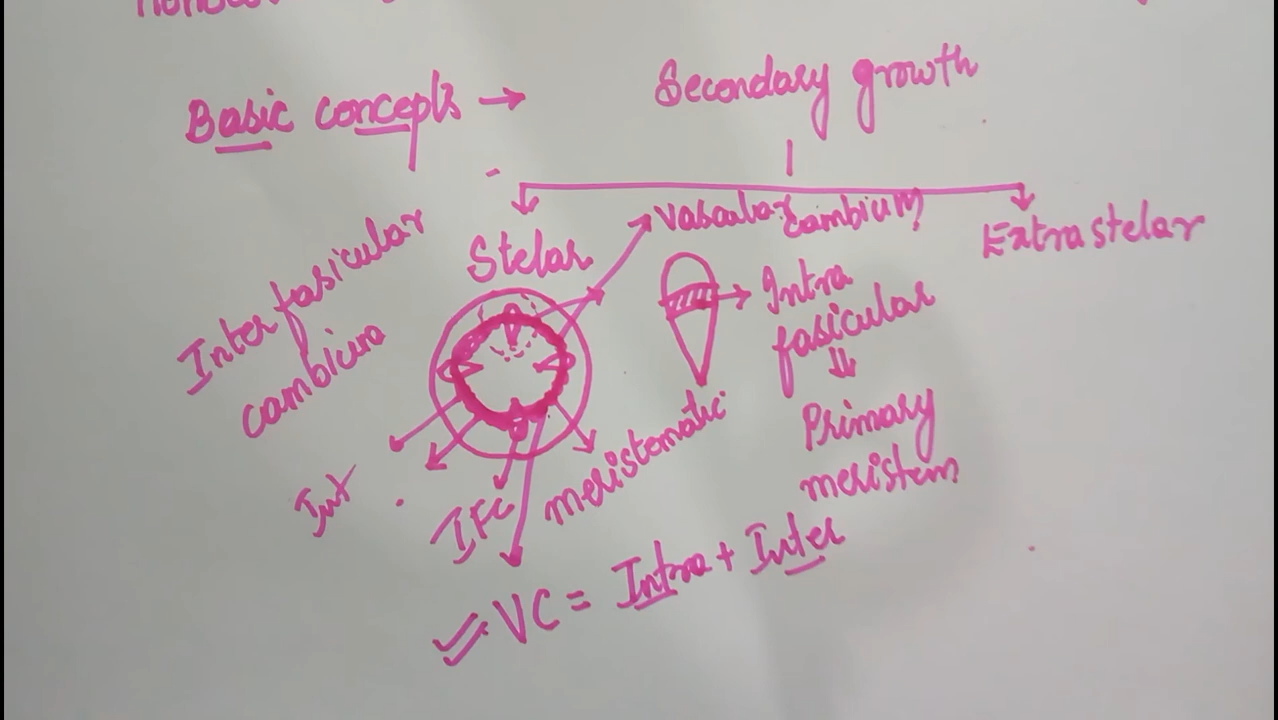 Basic concepts →
Secondary growth
Stelar
Vascular cambium
Extrastelar
Inter fasicular
cambium
Intra
fasicular
Primary
meristem
Int
IFC
meristematic
VC = Intra + Inter